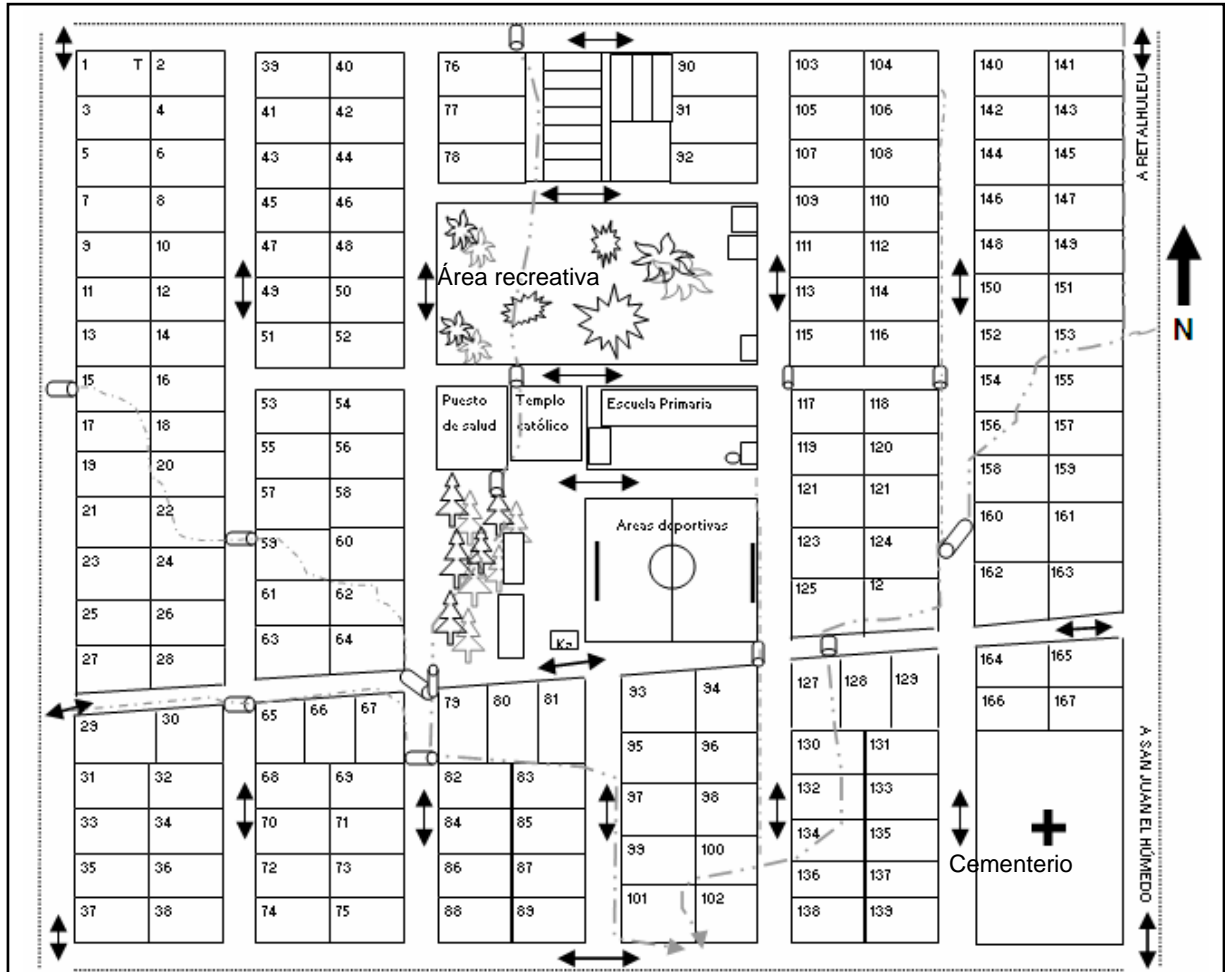 1 T 2 39 40 76 90 103 104 140 141
3 4 41 42 77 91 105 106 142 143
5 6 43 44 78 92 107 108 144 145
A RETALHULEU
7 8 45 46 109 110 146 147
9 10 47 48 111 112 148 149
Área recreativa
11 12 49 50 113 114 150 151
13 14 51 52 115 116 152 153
N
15 16 154 155
53 54 Puesto Templo Escuela Primaria 117 118
de salud católico
17 18 156 157
55 56 119 120
19 20 158 159
57 58 121 121
21 22 160 161
Areas deportivas
59 60 123 124
23 24 162 163
61 62 125 12
25 26
63 64
27 28 164 165
127 128 129
93 94
29 30 65 66 67 79 80 81 166 167
95 96 130 131
31 32 68 69 82 83
97 98 132 133
33 34 70 71 84 85 134 135
A SAN JUAN EL HÚMEDO
99 100
Cementerio
35 36 72 73 86 87 136 137
101 102
37 38 74 75 88 89 138 139